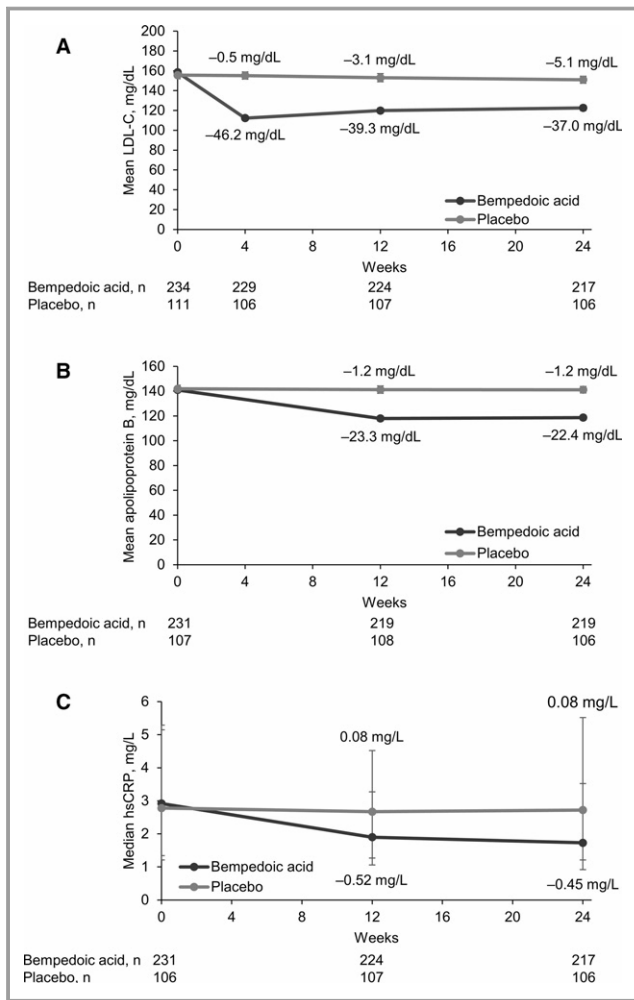 A
Mean LDL-C, mg/dL
200
180
160
140
120
100
80
60
40
20
0
–0.5 mg/dL
–3.1 mg/dL
–5.1 mg/dL
–46.2 mg/dL
–39.3 mg/dL
–37.0 mg/dL
Bempedoic acid
Placebo
0 4 8 12 16 20 24
Weeks
Bempedoic acid, n 234 229 224 217
Placebo, n 111 106 107 106
B
Mean apolipoprotein B, mg/dL
160
140
120
100
80
60
40
20
0
–1.2 mg/dL
–1.2 mg/dL
–23.3 mg/dL
–22.4 mg/dL
Bempedoic acid
Placebo
0 4 8 12 16 20 24
Weeks
Bempedoic acid, n 231 219 219
Placebo, n 107 108 106
C
Median hsCRP, mg/L
6
5
4
3
2
1
0
0.08 mg/L
0.08 mg/L
–0.52 mg/L
–0.45 mg/L
Bempedoic acid
Placebo
0 4 8 12 16 20 24
Weeks
Bempedoic acid, n 231 224 217
Placebo, n 106 107 106